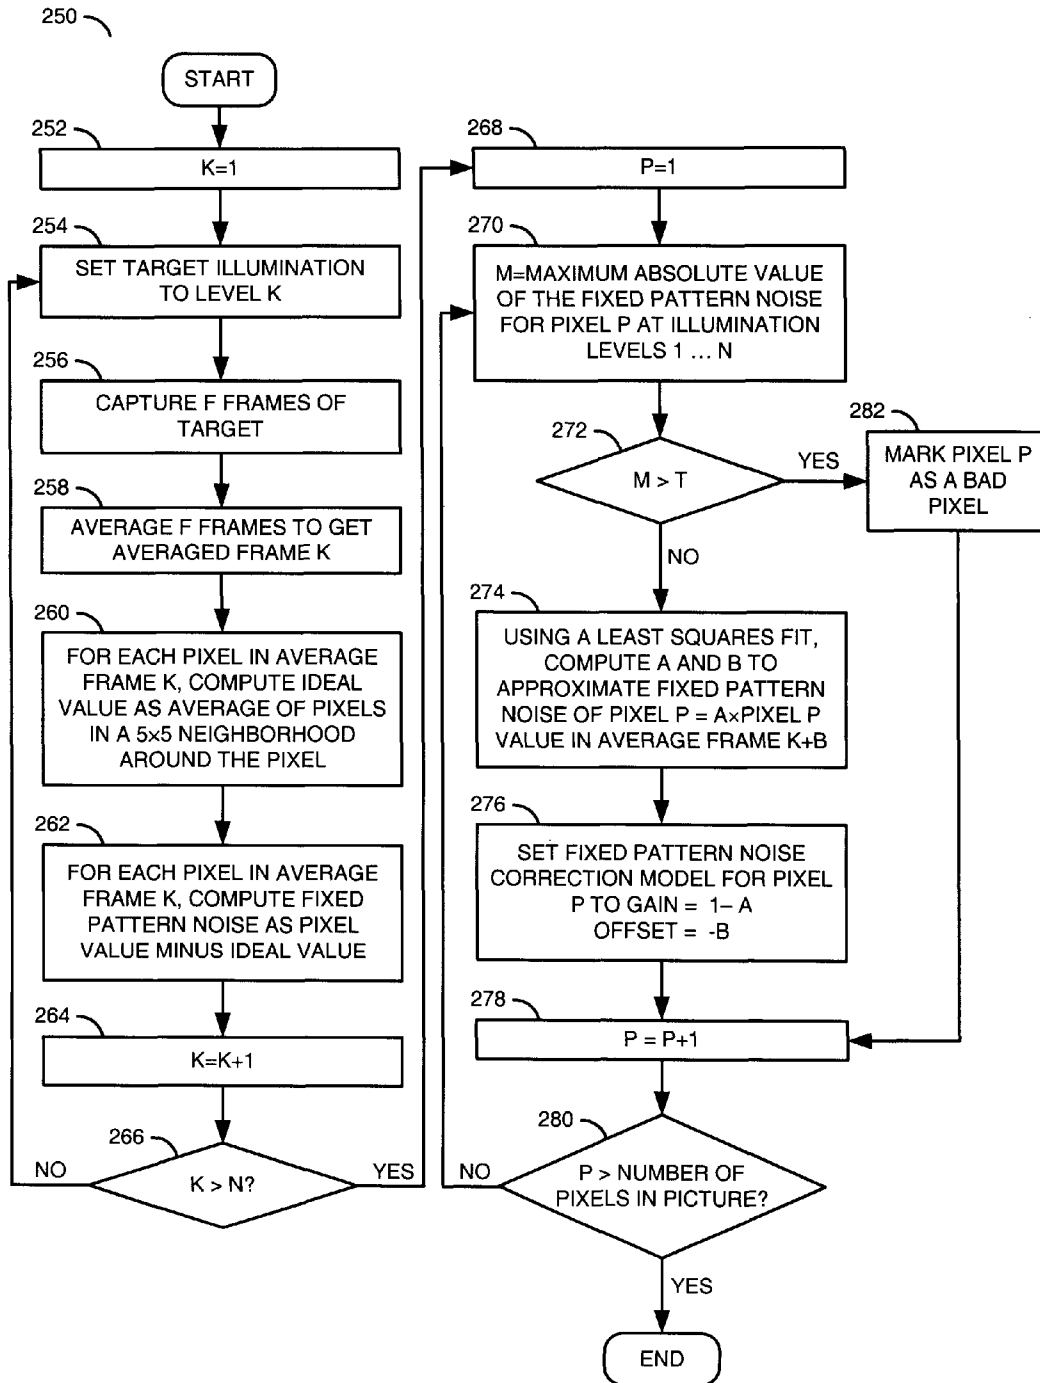 250
START
252
K=1
254
SET TARGET ILLUMINATION
TO LEVEL K
256
CAPTURE F FRAMES OF
TARGET
258
AVERAGE F FRAMES TO GET
AVERAGED FRAME K
260
FOR EACH PIXEL IN AVERAGE
FRAME K, COMPUTE IDEAL
VALUE AS AVERAGE OF PIXELS
IN A 5×5 NEIGHBORHOOD
AROUND THE PIXEL
262
FOR EACH PIXEL IN AVERAGE
FRAME K, COMPUTE FIXED
PATTERN NOISE AS PIXEL
VALUE MINUS IDEAL VALUE
264
K=K+1
266
NO
K > N?
YES
268
P=1
270
M=MAXIMUM ABSOLUTE VALUE
OF THE FIXED PATTERN NOISE
FOR PIXEL P AT ILLUMINATION
LEVELS 1 ... N
272
M > T
YES
282
MARK PIXEL P
AS A BAD
PIXEL
NO
274
USING A LEAST SQUARES FIT,
COMPUTE A AND B TO
APPROXIMATE FIXED PATTERN
NOISE OF PIXEL P = A×PIXEL P
VALUE IN AVERAGE FRAME K+B
276
SET FIXED PATTERN NOISE
CORRECTION MODEL FOR PIXEL
P TO GAIN = 1– A
OFFSET = -B
278
P = P+1
280
NO
P > NUMBER OF
PIXELS IN PICTURE?
YES
END